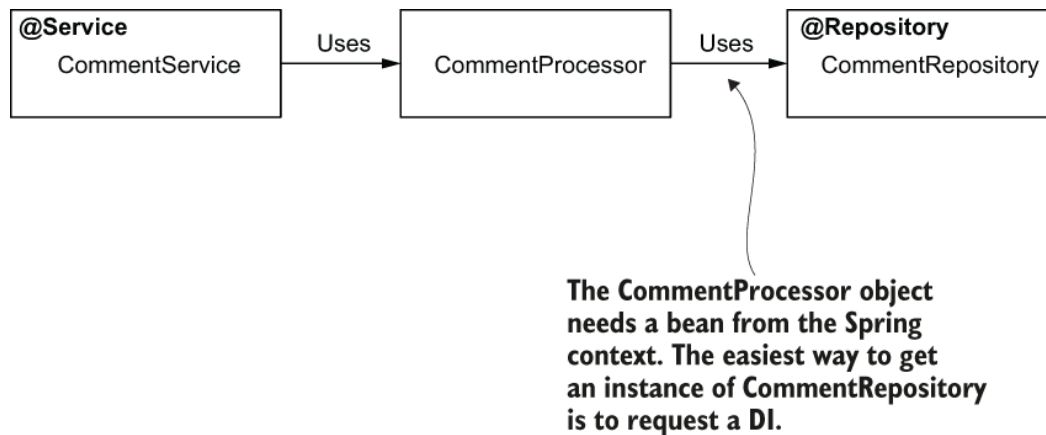 @Service
CommentService
Uses
CommentProcessor
Uses
@Repository
CommentRepository
The CommentProcessor object
needs a bean from the Spring
context. The easiest way to get
an instance of CommentRepository
is to request a DI.